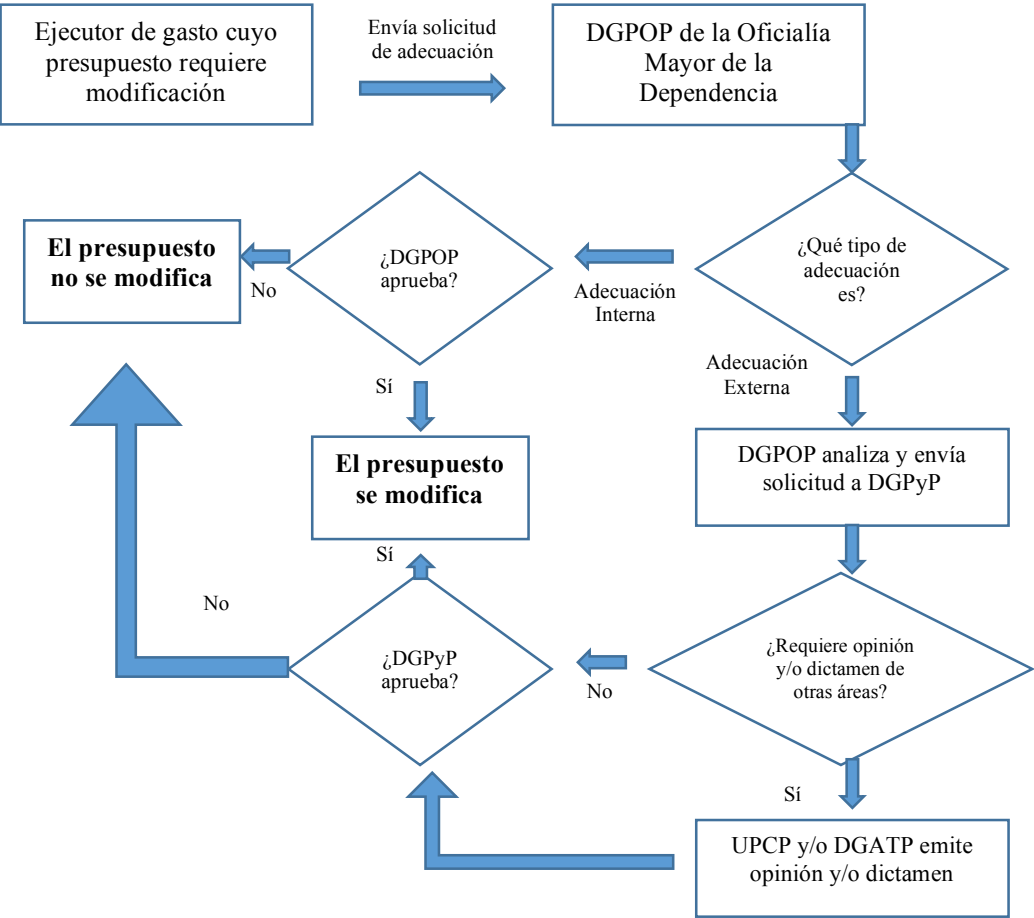 Ejecutor de gasto cuyo
presupuesto requiere
modificación
Envía solicitud
de adecuación
DGPOP de la Oficialía
Mayor de la
Dependencia
¿Qué tipo de
adecuación
es?
Adecuación
Interna
¿DGPOP
aprueba?
No
El presupuesto
no se modifica
Sí
El presupuesto
se modifica
Adecuación
Externa
DGPOP analiza y envía
solicitud a DGPyP
¿Requiere opinión
y/o dictamen de
otras áreas?
No
¿DGPyP
aprueba?
Sí
No
Sí
UPCP y/o DGATP emite
opinión y/o dictamen